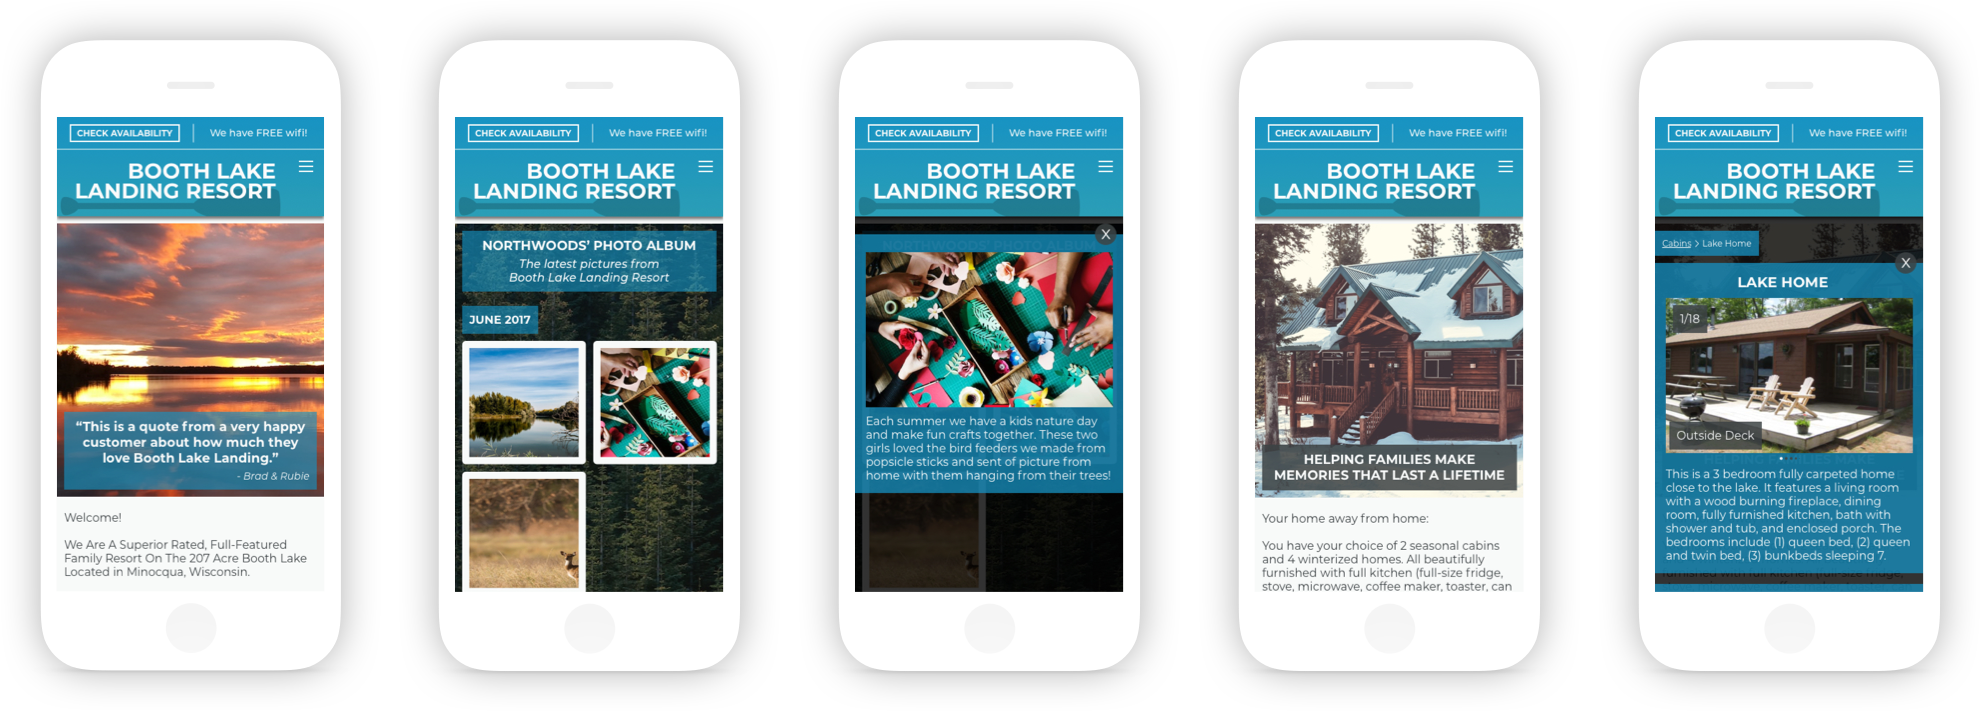 CHECK AVAILABILITY
We have FREE wifi!
BOOTH LAKE
LANDING RESORT
“This is a quote from a very happy
customer about how much they
love Booth Lake Landing.”
- Brad & Rubie
Welcome!
We Are A Superior Rated, Full-Featured
Family Resort On The 207 Acre Booth Lake
Located in Minocqua, Wisconsin.
CHECK AVAILABILITY
We have FREE wifi!
BOOTH LAKE
LANDING RESORT
NORTHWOODS’ PHOTO ALBUM
The latest pictures from
Booth Lake Landing Resort
JUNE 2017
CHECK AVAILABILITY
We have FREE wifi!
BOOTH LAKE
LANDING RESORT
NORTHWOODS’ PHOTO ALBUM
X
Each summer we have a kids nature day
and make fun crafts together. These two
girls loved the bird feeders we made from
popsicle sticks and sent of picture from
home with them hanging from their trees!
CHECK AVAILABILITY
We have FREE wifi!
BOOTH LAKE
LANDING RESORT
HELPING FAMILIES MAKE
MEMORIES THAT LAST A LIFETIME
Your home away from home:
You have your choice of 2 seasonal cabins
and 4 winterized homes. All beautifully
furnished with full kitchen (full-size fridge,
stove, microwave, coffee maker, toaster, can
CHECK AVAILABILITY
We have FREE wifi!
BOOTH LAKE
LANDING RESORT
Cabins > Lake Home
X
LAKE HOME
1/18
Outside Deck
This is a 3 bedroom fully carpeted home
close to the lake. It features a living room
with a wood burning fireplace, dining
room, fully furnished kitchen, bath with
shower and tub, and enclosed porch. The
bedrooms include (1) queen bed, (2) queen
and twin bed, (3) bunkbeds sleeping 7.
furnished with full kitchen (full-size fridge,